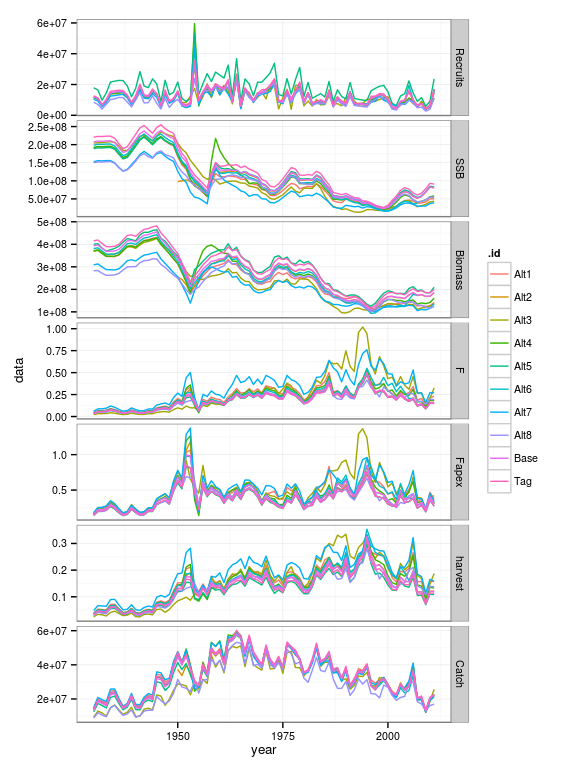 6e+07
4e+07
2e+07
0e+00
Recruits
2.5e+08
2.0e+08
1.5e+08
1.0e+08
5.0e+07
SSB
5e+08
4e+08
3e+08
2e+08
1e+08
Biomass
1.00
0.75
0.50
0.25
0.00
F
1.0
0.5
Fapex
0.3
0.2
0.1
harvest
6e+07
4e+07
2e+07
Catch
1950
1975
2000
year
data
.id
Alt1
Alt2
Alt3
Alt4
Alt5
Alt6
Alt7
Alt8
Base
Tag